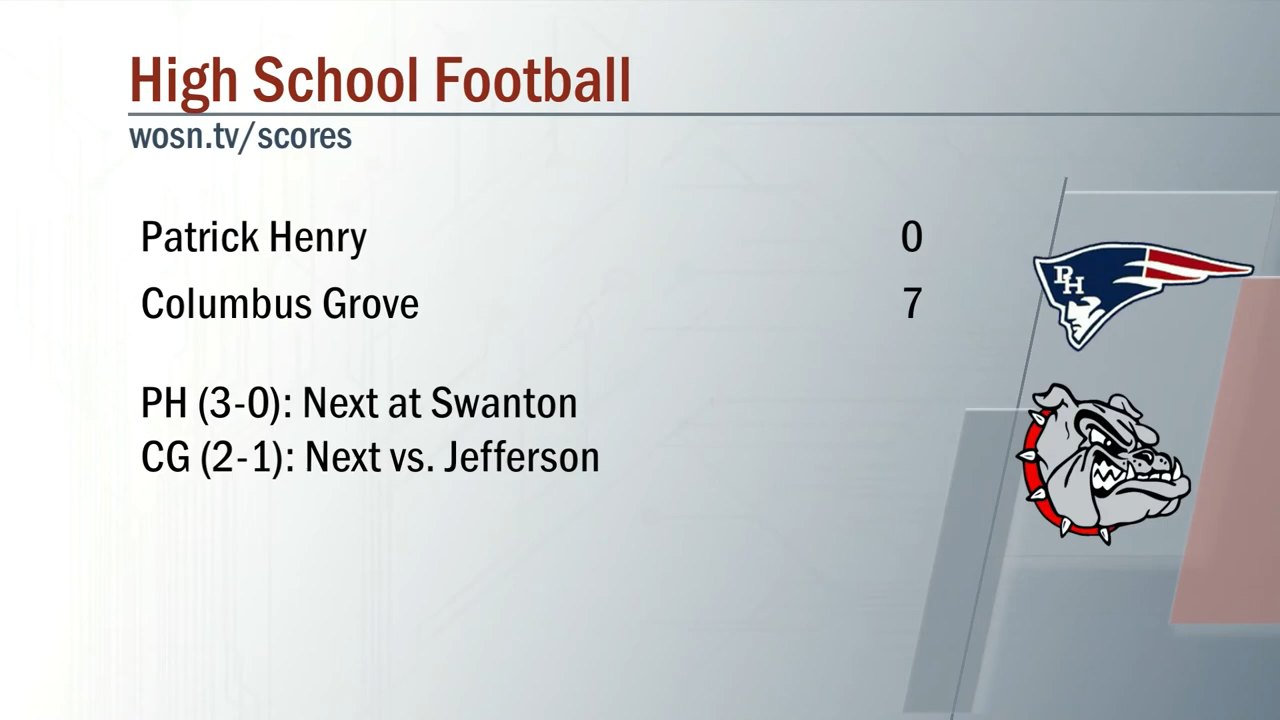 High School Football
wosn.tv/scores
Patrick Henry 0
Columbus Grove 7
PH (3-0): Next at Swanton
CG (2-1): Next vs. Jefferson
PH